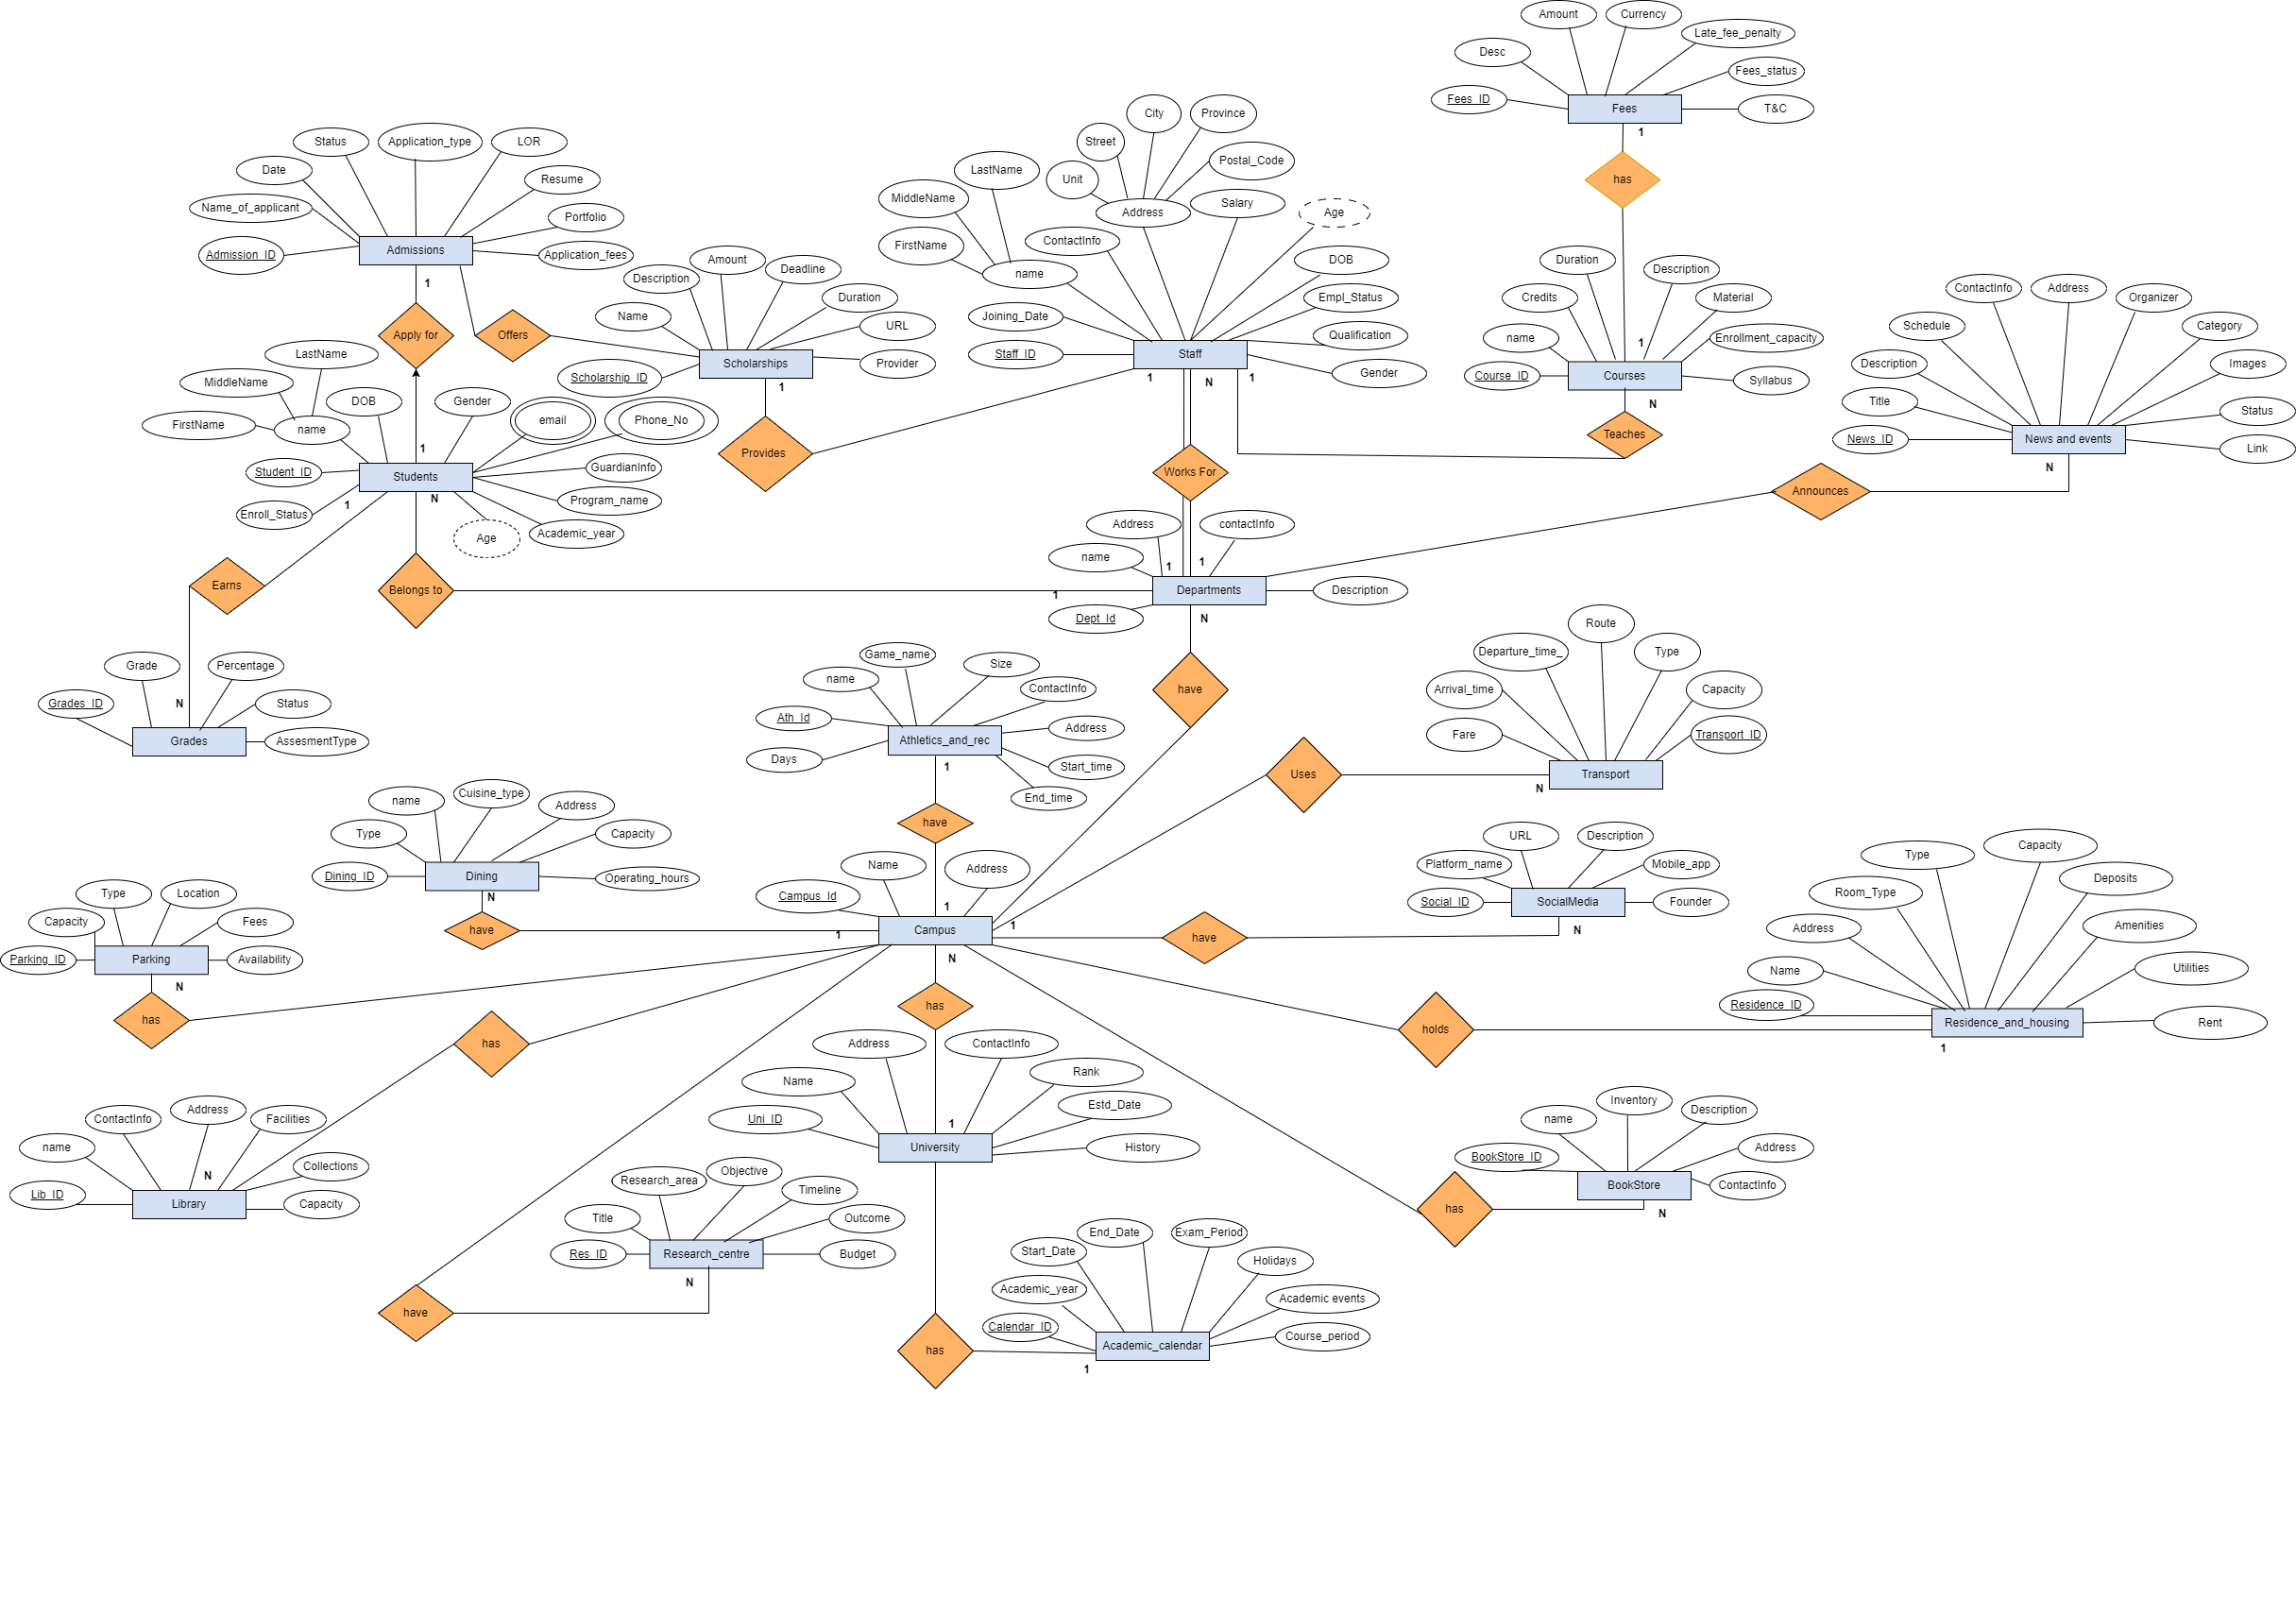 Amount
Currency
Late_fee_penalty
Desc
Fees_status
Fees_ID
T&C
Fees
1
has
City
Province
Street
Postal_Code
Unit
Address
LastName
MiddleName
FirstName
name
ContactInfo
Salary
Age
DOB
Empl_Status
Qualification
Gender
Joining_Date
Staff_ID
Staff
1
N
1
Status
Application_type
LOR
Date
Resume
Name_of_applicant
Portfolio
Admission_ID
Application_fees
Admissions
1
Apply for
Offers
Description
Amount
Deadline
Duration
Name
URL
Provider
Scholarship_ID
Scholarships
1
Provides
Duration
Description
Credits
Material
name
Enrollment_capacity
Course_ID
Syllabus
Courses
1
N
Teaches
ContactInfo
Address
Organizer
Schedule
Category
Description
Images
Title
Status
News_ID
Link
News and events
N
Announces
LastName
MiddleName
FirstName
name
DOB
Gender
email
Phone_No
GuardianInfo
Student_ID
Program_name
Enroll_Status
Academic_year
Age
Students
1
1
N
Earns
Belongs to
Works For
Address
contactInfo
name
Description
Dept_Id
Departments
1
1
1
N
have
Grade
Percentage
Grades_ID
Status
AssesmentType
N
Grades
Game_name
Size
name
ContactInfo
Ath_Id
Address
Days
Start_time
End_time
Athletics_and_rec
1
have
Route
Departure_time_
Type
Arrival_time
Capacity
Fare
Transport_ID
Transport
N
Uses
name
Cuisine_type
Address
Type
Capacity
Dining_ID
Operating_hours
Dining
N
have
Name
Address
Campus_Id
Campus
1
1
1
N
URL
Description
Platform_name
Mobile_app
Social_ID
Founder
SocialMedia
N
have
Type
Capacity
Room_Type
Deposits
Address
Amenities
Name
Utilities
Residence_ID
Rent
Residence_and_housing
1
holds
Type
Location
Capacity
Fees
Parking_ID
Availability
Parking
N
has
has
has
Address
ContactInfo
Name
Rank
Uni_ID
Estd_Date
History
1
University
ContactInfo
Address
Facilities
name
Collections
Lib_ID
Capacity
N
Library
name
Inventory
Description
BookStore_ID
Address
ContactInfo
BookStore
N
has
Research_area
Objective
Timeline
Title
Outcome
Res_ID
Budget
Research_centre
N
have
End_Date
Exam_Period
Start_Date
Holidays
Academic_year
Academic events
Calendar_ID
Course_period
Academic_calendar
1
has